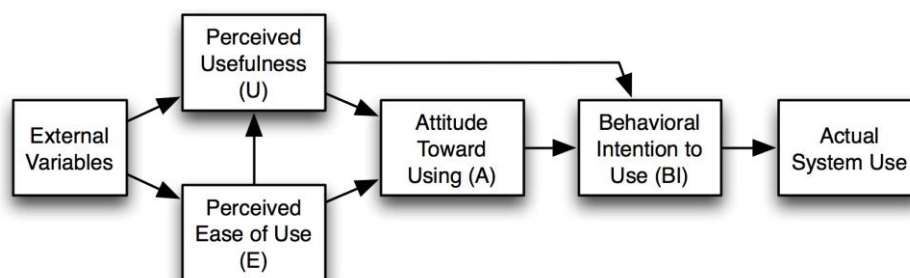 External
Variables
Perceived
Usefulness
(U)
Perceived
Ease of Use
(E)
Attitude
Toward
Using (A)
Behavioral
Intention to
Use (BI)
Actual
System Use